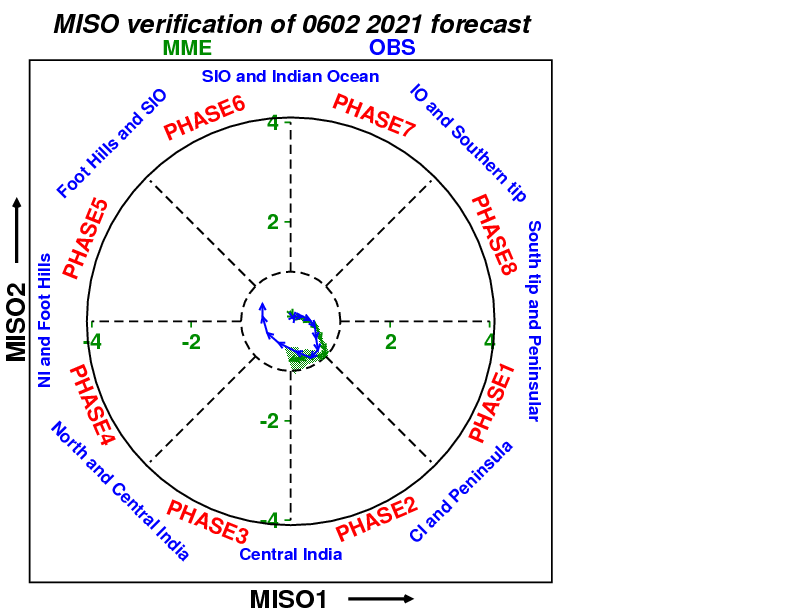 MISO verification of 0602 2021 forecast
MME OBS
SIO and Indian Ocean
Foot Hills and SIO
PHASE6
PHASE7
IO and Southern tip
4
PHASE5
PHASE8
2
NI and Foot Hills
South tip and Peninsular
MISO2
-4 -2 2 4
PHASE4
PHASE1
-2
North and Central India
CI and Peninsula
PHASE3
PHASE2
-4
Central India
MISO1